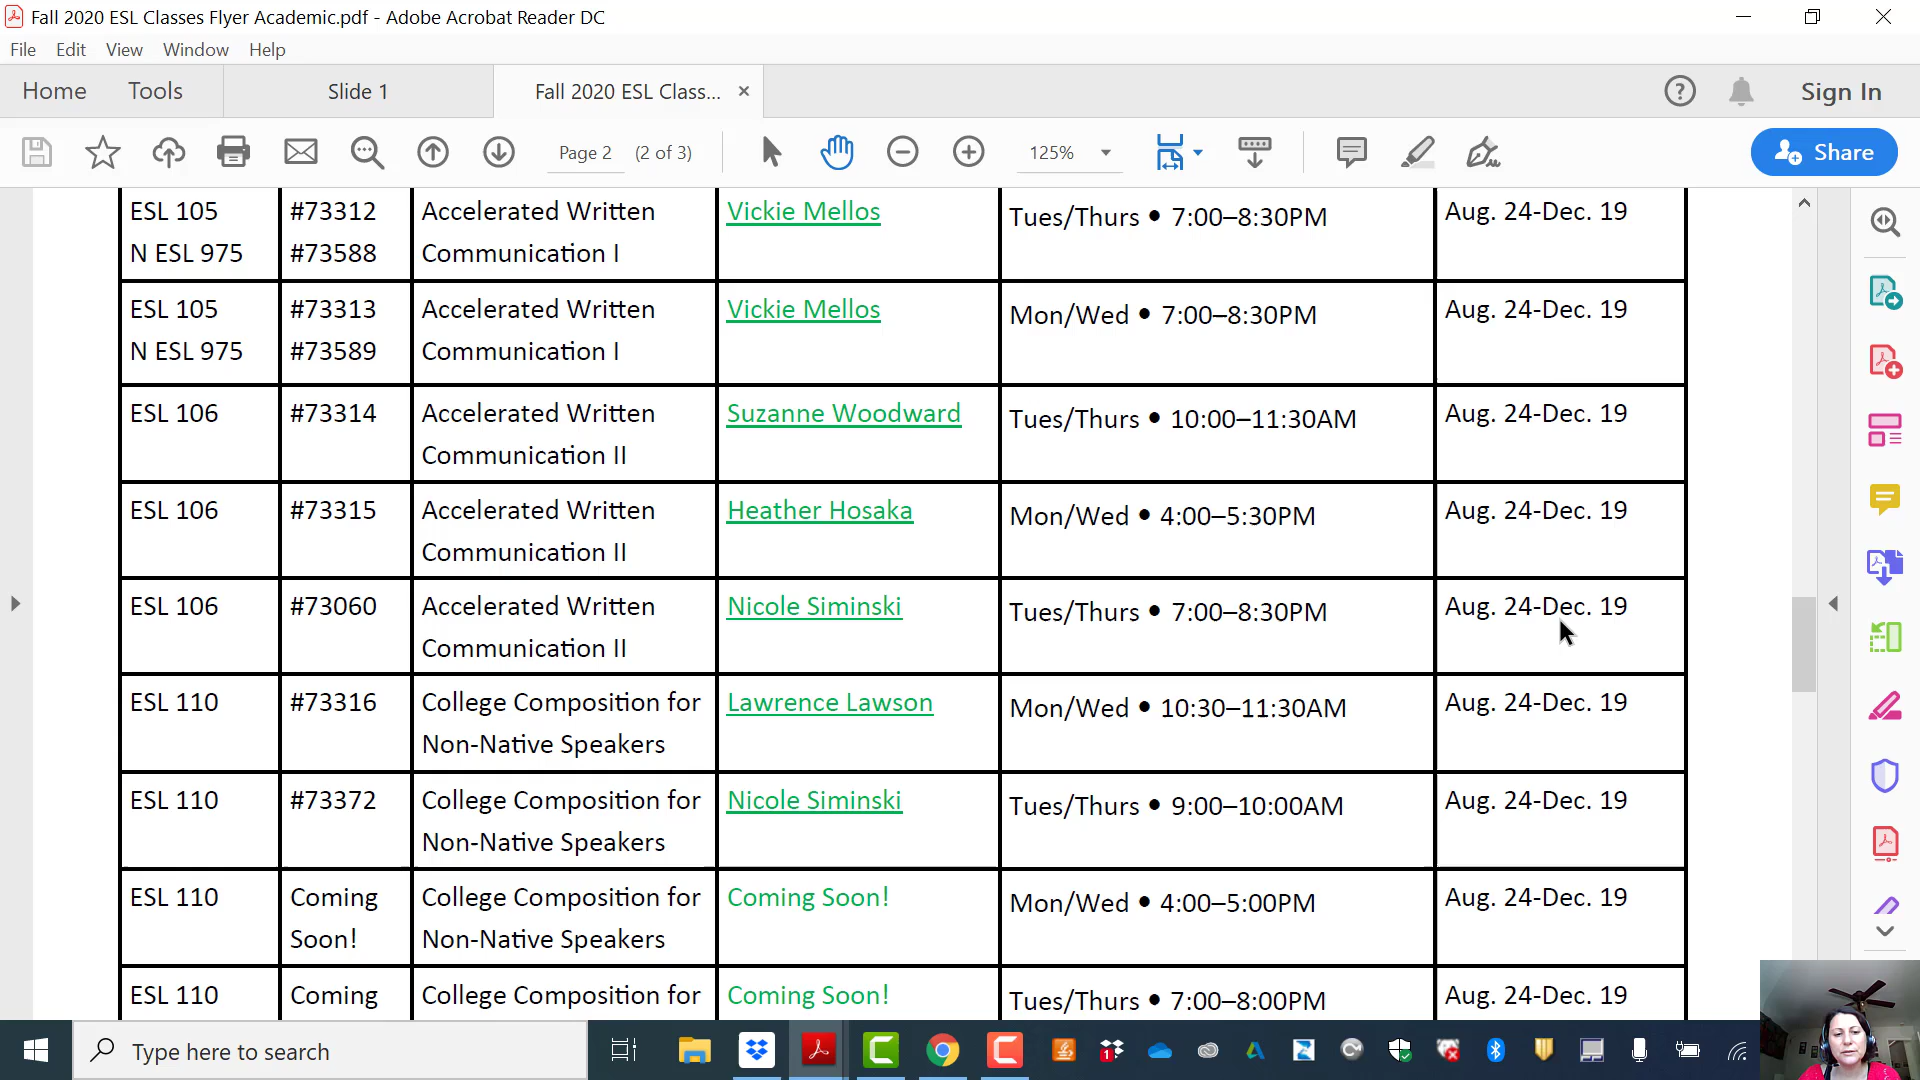 Fall 2020 ESL Classes Flyer Academic.pdf - Adobe Acrobat Reader DC
File Edit View Window Help
Home Tools Slide 1 Fall 2020 ESL Class... × Sign In
Page 2 (2 of 3) 125% Share
ESL 105 #73312 Accelerated Written Vickie Mellos Tues/Thurs • 7:00–8:30PM Aug. 24-Dec. 19
N ESL 975 #73588 Communication I
ESL 105 #73313 Accelerated Written Vickie Mellos Mon/Wed • 7:00–8:30PM Aug. 24-Dec. 19
N ESL 975 #73589 Communication I
ESL 106 #73314 Accelerated Written Suzanne Woodward Tues/Thurs • 10:00–11:30AM Aug. 24-Dec. 19
Communication II
ESL 106 #73315 Accelerated Written Heather Hosaka Mon/Wed • 4:00–5:30PM Aug. 24-Dec. 19
Communication II
ESL 106 #73060 Accelerated Written Nicole Siminski Tues/Thurs • 7:00–8:30PM Aug. 24-Dec. 19
Communication II
ESL 110 #73316 College Composition for Lawrence Lawson Mon/Wed • 10:30–11:30AM Aug. 24-Dec. 19
Non-Native Speakers
ESL 110 #73372 College Composition for Nicole Siminski Tues/Thurs • 9:00–10:00AM Aug. 24-Dec. 19
Non-Native Speakers
ESL 110 Coming College Composition for Coming Soon! Mon/Wed • 4:00–5:00PM Aug. 24-Dec. 19
Soon! Non-Native Speakers
ESL 110 Coming College Composition for Coming Soon! Tues/Thurs • 7:00–8:00PM Aug. 24-Dec. 19
Type here to search